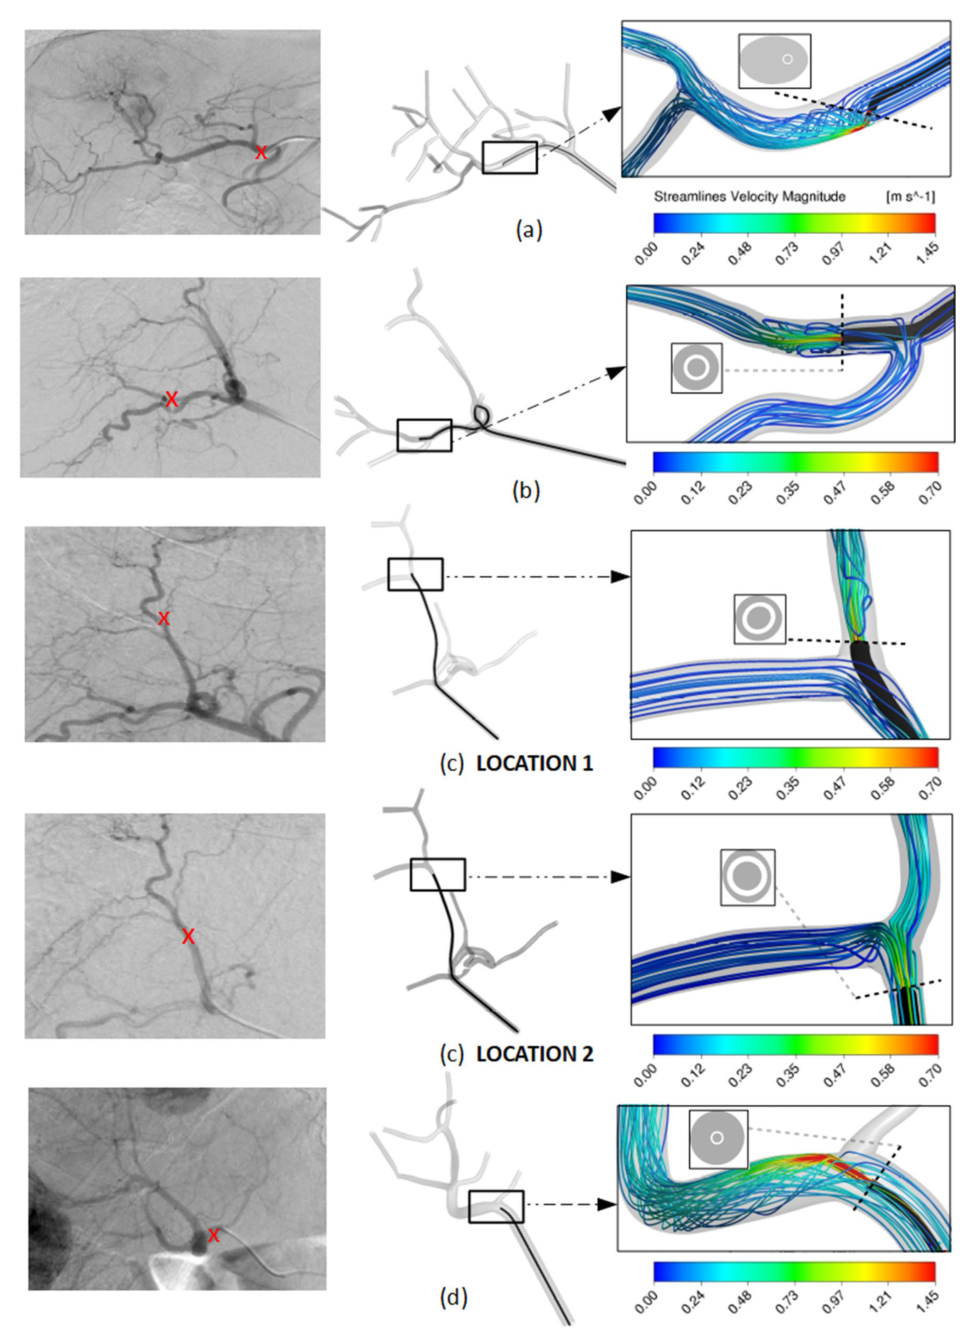 X
(a)
Streamlines Velocity Magnitude [m s^-1]
0.00 0.24 0.48 0.73 0.97 1.21 1.45
X
(b)
0.00 0.12 0.23 0.35 0.47 0.58 0.70
X
(c) LOCATION 1
0.00 0.12 0.23 0.35 0.47 0.58 0.70
X
(c) LOCATION 2
0.00 0.12 0.23 0.35 0.47 0.58 0.70
X
(d)
0.00 0.24 0.48 0.73 0.97 1.21 1.45